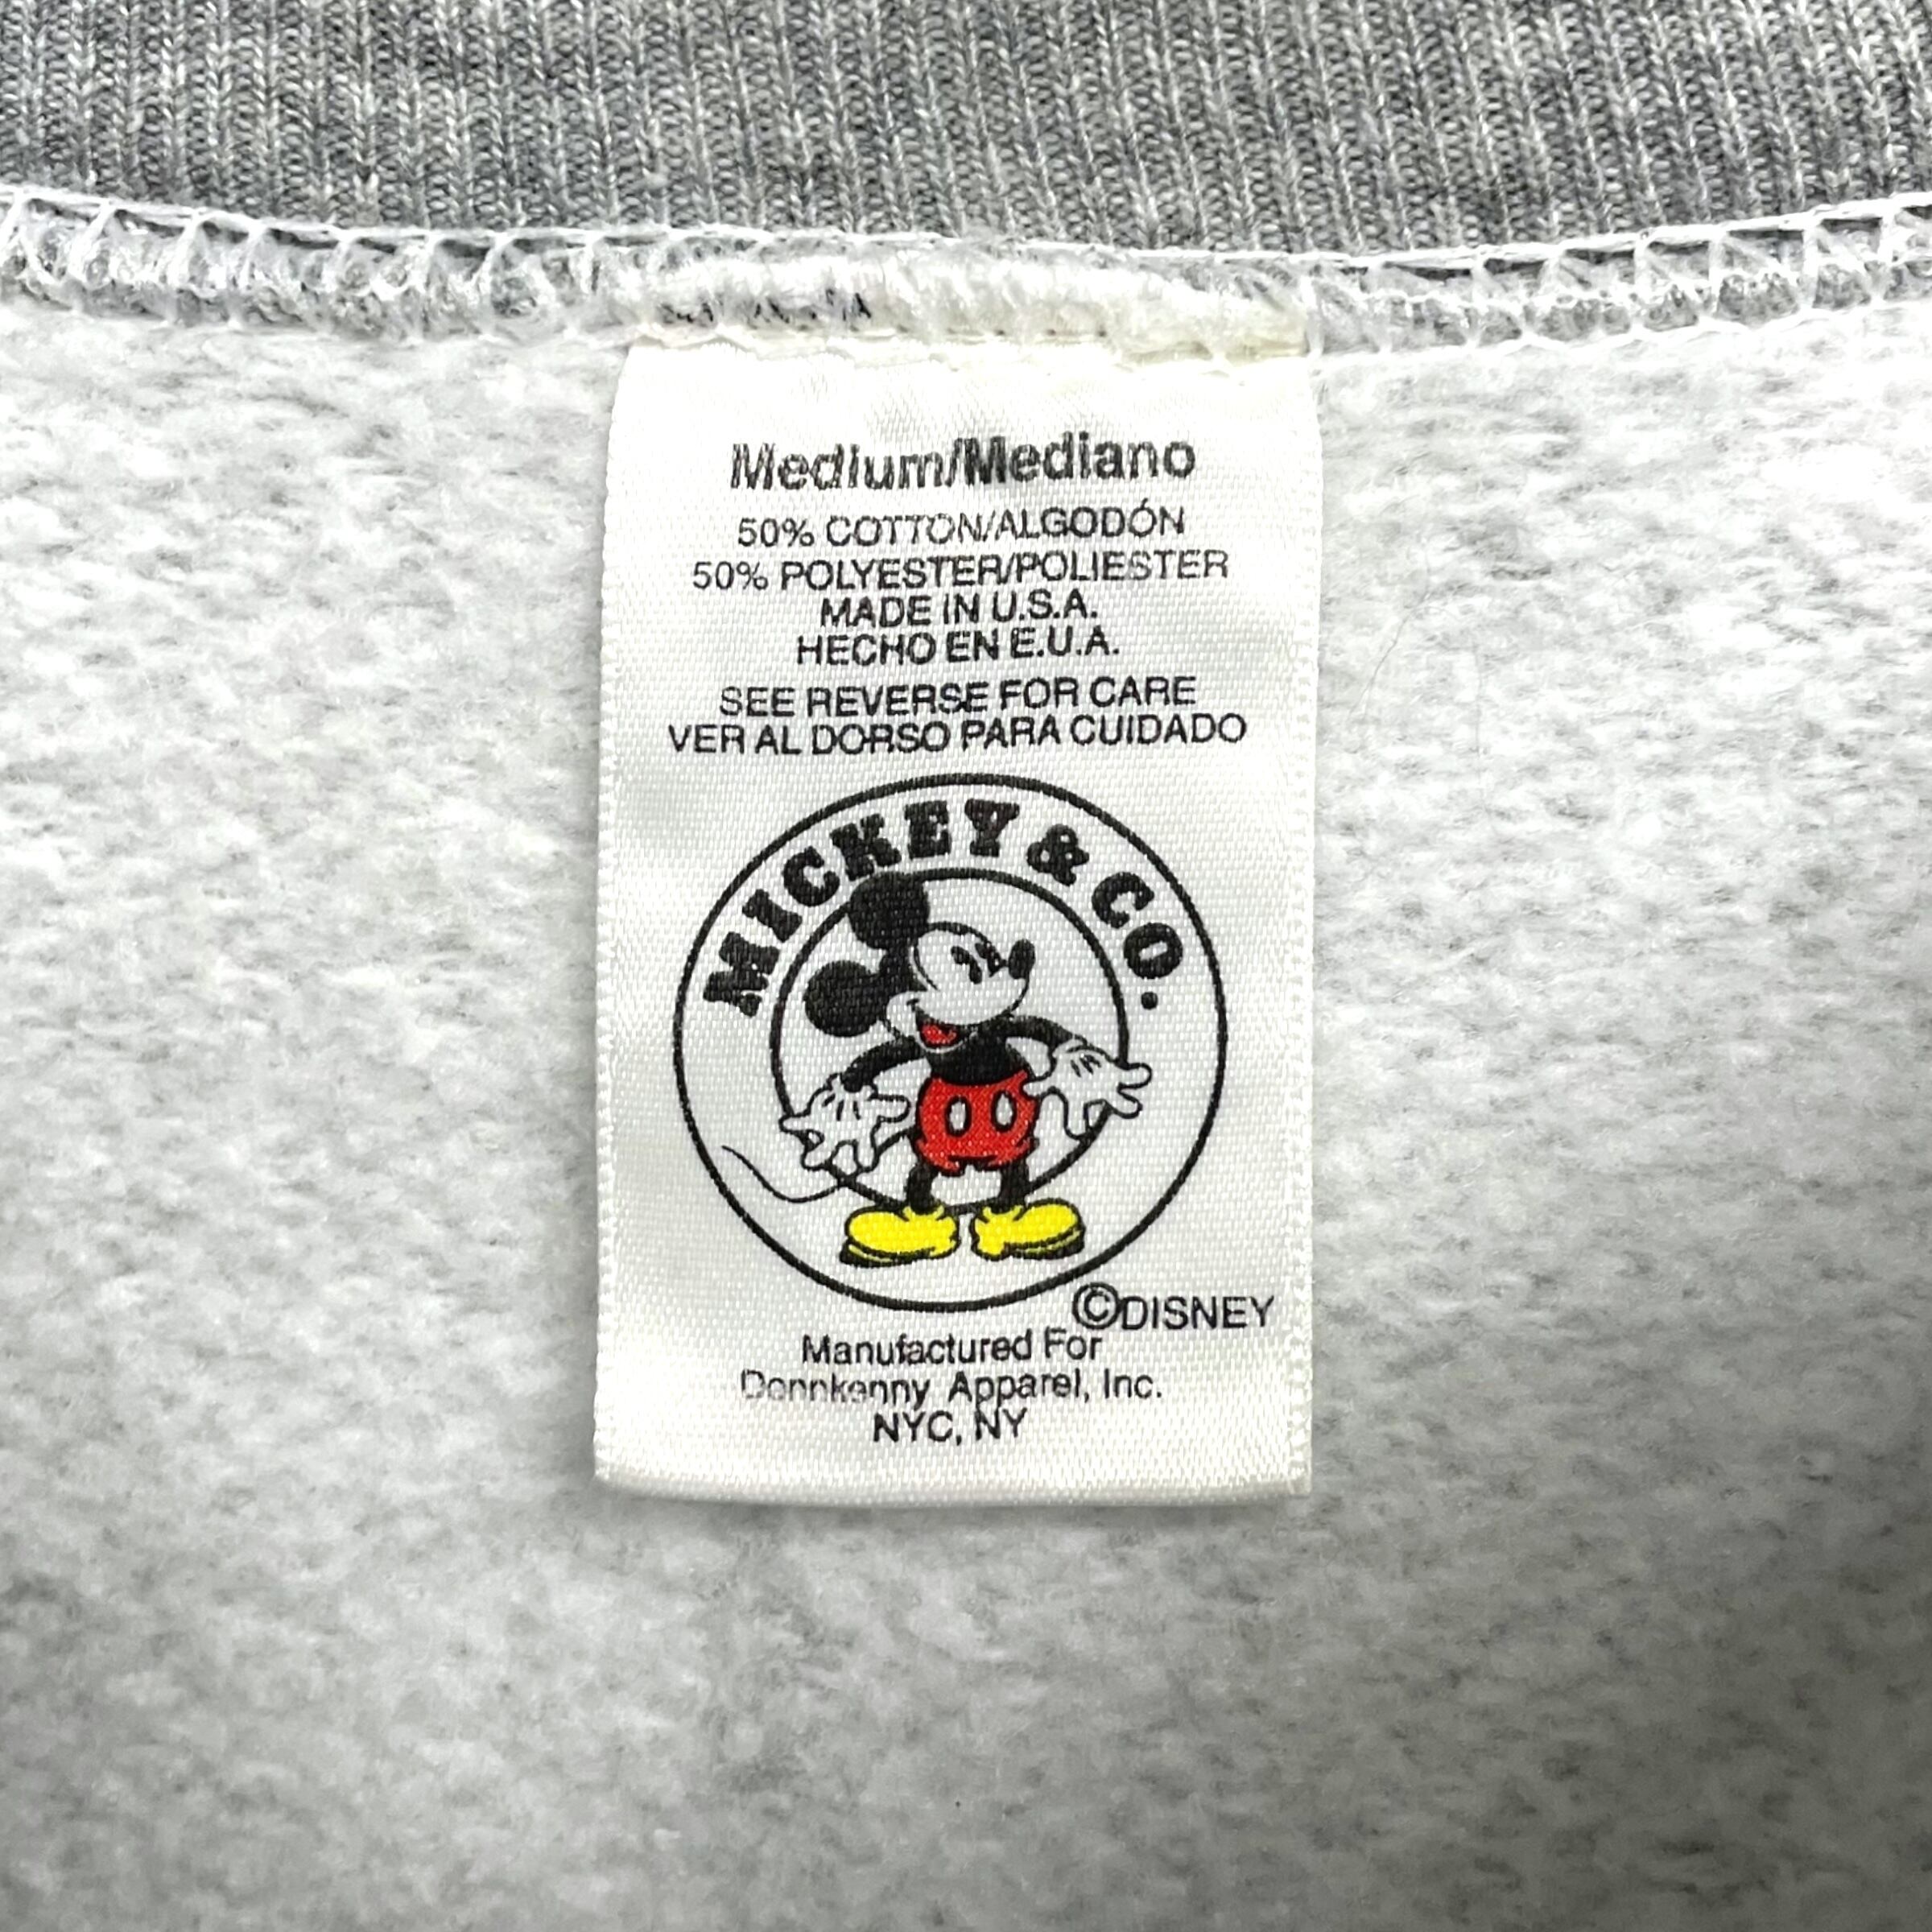 Medium/Mediano
50% COTTON/ALGODÓN
50% POLYESTER/POLIESTER
MADE IN U.S.A.
HECHO EN E.U.A.
SEE REVERSE FOR CARE
VER AL DORSO PARA CUIDADO
MICKEY & CO.
©DISNEY
Manufactured For
Donnkenny Apparel, Inc.
NYC, NY